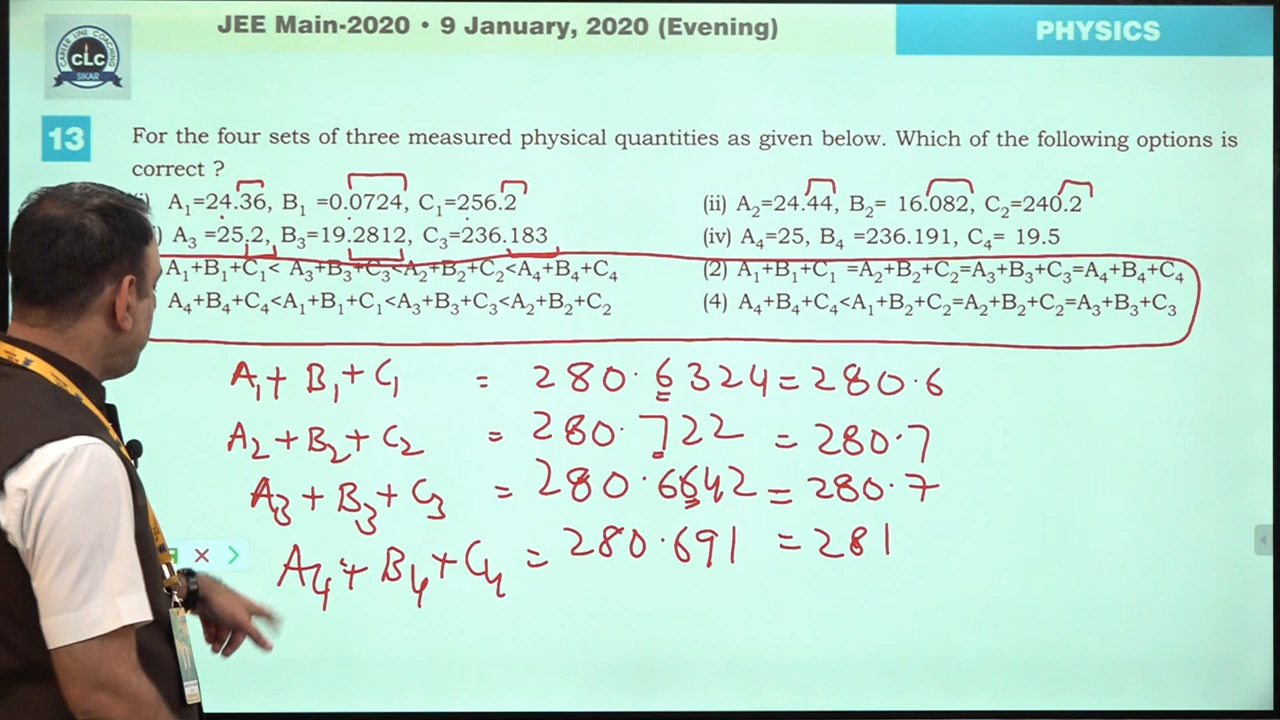 JEE Main-2020 • 9 January, 2020 (Evening)
PHYSICS
CAREER LINE COACHING
CLC
SIKAR
13 For the four sets of three measured physical quantities as given below. Which of the following options is
correct ?
(i) A₁=24.36, B₁ =0.0724, C₁=256.2 (ii) A₂=24.44, B₂= 16.082, C₂=240.2
) A₃ =25.2, B₃=19.2812, C₃=236.183 (iv) A₄=25, B₄ =236.191, C₄= 19.5
A₁+B₁+C₁< A₃+B₃+C₃<A₂+B₂+C₂<A₄+B₄+C₄ (2) A₁+B₁+C₁ =A₂+B₂+C₂=A₃+B₃+C₃=A₄+B₄+C₄
A₄+B₄+C₄<A₁+B₁+C₁<A₃+B₃+C₃<A₂+B₂+C₂ (4) A₄+B₄+C₄<A₁+B₂+C₂=A₂+B₂+C₂=A₃+B₃+C₃
A₁+ B₁+ C₁ = 280.6324 = 280.6
A₂ + B₂ + C₂ = 280.722 = 280.7
A₃ + B₃ + C₃ = 280.6642 = 280.7
A₄ + B₄ + C₄ = 280.691 = 281